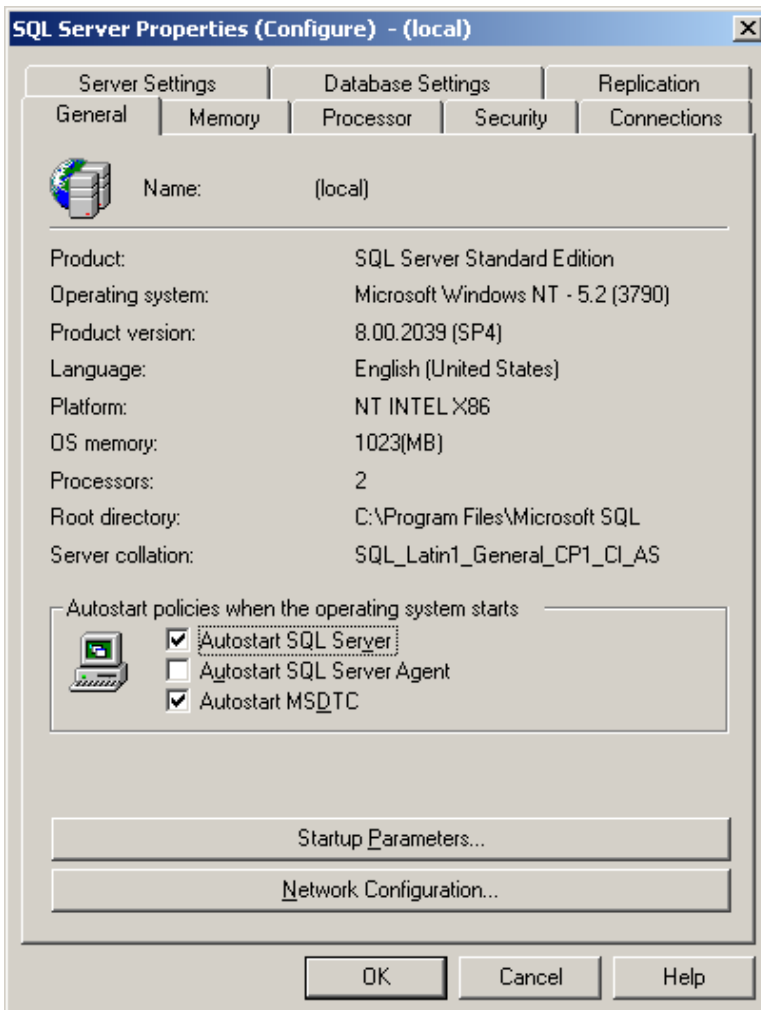 SQL Server Properties (Configure) - (local)
Server Settings Database Settings Replication
General Memory Processor Security Connections
Name: (local)
Product: SQL Server Standard Edition
Operating system: Microsoft Windows NT - 5.2 (3790)
Product version: 8.00.2039 (SP4)
Language: English (United States)
Platform: NT INTEL X86
OS memory: 1023(MB)
Processors: 2
Root directory: C:\Program Files\Microsoft SQL
Server collation: SQL_Latin1_General_CP1_CI_AS
Autostart policies when the operating system starts
Autostart SQL Server
Autostart SQL Server Agent
Autostart MSDTC
Startup Parameters...
Network Configuration...
OK Cancel Help